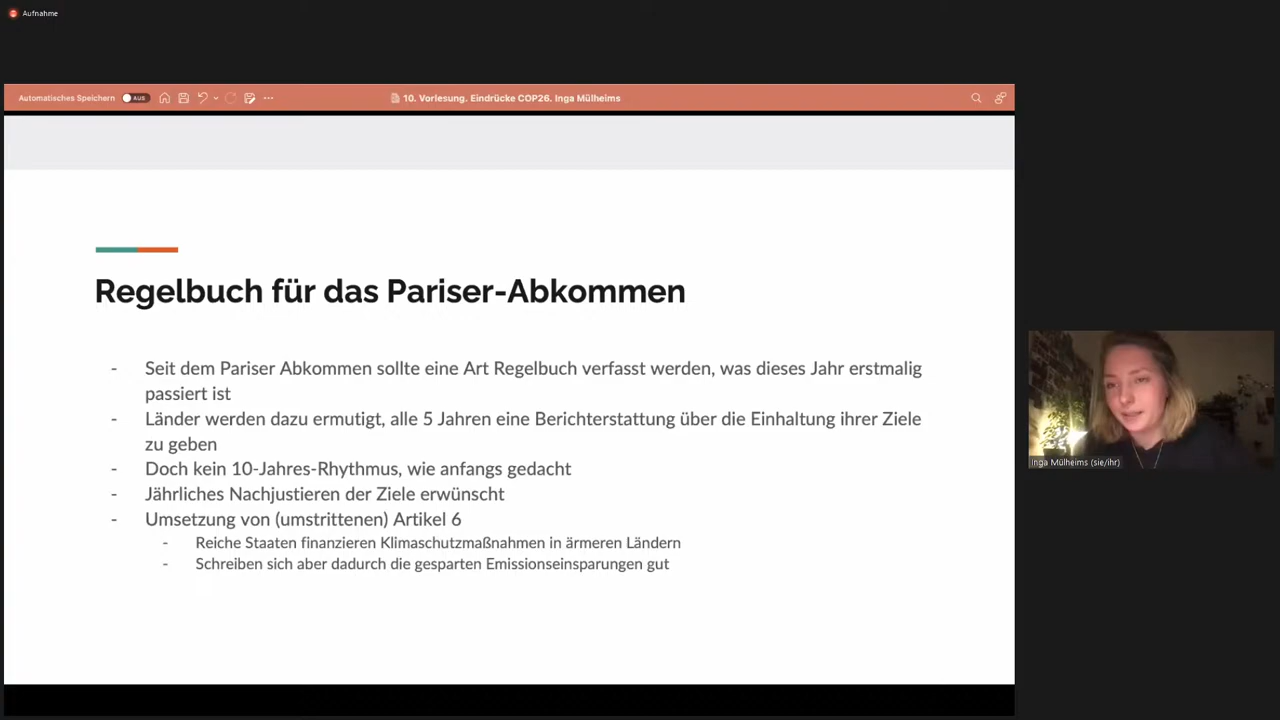 Aufnahme
Automatisches Speichern AUS
10. Vorlesung. Eindrücke COP26. Inga Mülheims
Regelbuch für das Pariser-Abkommen
- Seit dem Pariser Abkommen sollte eine Art Regelbuch verfasst werden, was dieses Jahr erstmalig
passiert ist
- Länder werden dazu ermutigt, alle 5 Jahren eine Berichterstattung über die Einhaltung ihrer Ziele
zu geben
- Doch kein 10-Jahres-Rhythmus, wie anfangs gedacht
- Jährliches Nachjustieren der Ziele erwünscht
- Umsetzung von (umstrittenen) Artikel 6
- Reiche Staaten finanzieren Klimaschutzmaßnahmen in ärmeren Ländern
- Schreiben sich aber dadurch die gesparten Emissionseinsparungen gut
Inga Mülheims (sie/ihr)